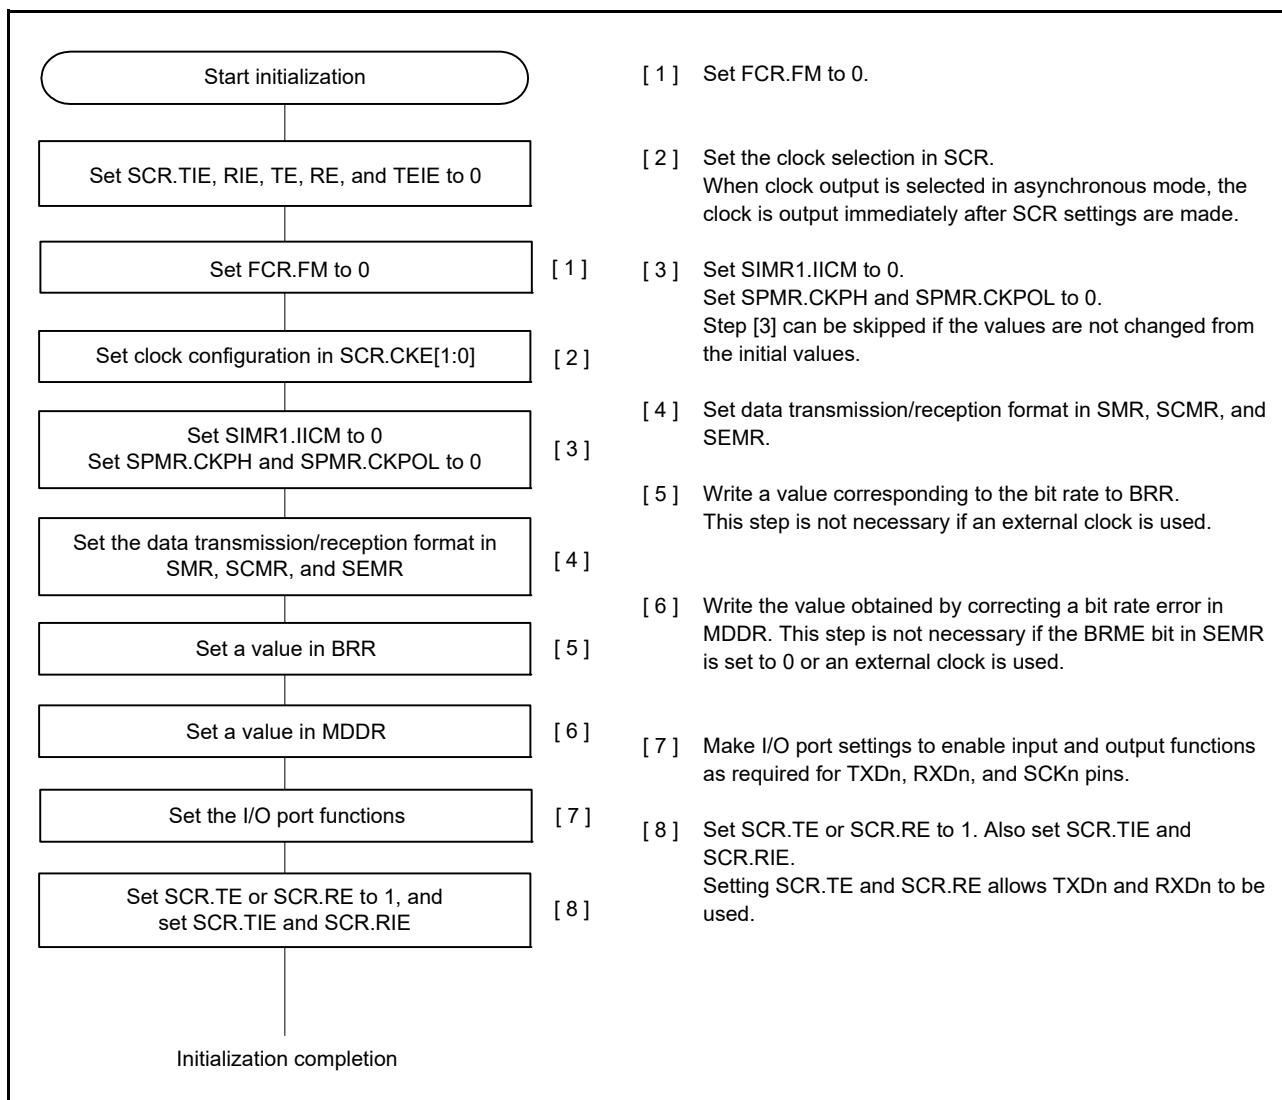 Start initialization
Set SCR.TIE, RIE, TE, RE, and TEIE to 0
Set FCR.FM to 0
[ 1 ]
Set clock configuration in SCR.CKE[1:0]
[ 2 ]
Set SIMR1.IICM to 0
Set SPMR.CKPH and SPMR.CKPOL to 0
[ 3 ]
Set the data transmission/reception format in
SMR, SCMR, and SEMR
[ 4 ]
Set a value in BRR
[ 5 ]
Set a value in MDDR
[ 6 ]
Set the I/O port functions
[ 7 ]
Set SCR.TE or SCR.RE to 1, and
set SCR.TIE and SCR.RIE
[ 8 ]
Initialization completion
[ 1 ] Set FCR.FM to 0.
[ 2 ] Set the clock selection in SCR.
When clock output is selected in asynchronous mode, the
clock is output immediately after SCR settings are made.
[ 3 ] Set SIMR1.IICM to 0.
Set SPMR.CKPH and SPMR.CKPOL to 0.
Step [3] can be skipped if the values are not changed from
the initial values.
[ 4 ] Set data transmission/reception format in SMR, SCMR, and
SEMR.
[ 5 ] Write a value corresponding to the bit rate to BRR.
This step is not necessary if an external clock is used.
[ 6 ] Write the value obtained by correcting a bit rate error in
MDDR. This step is not necessary if the BRME bit in SEMR
is set to 0 or an external clock is used.
[ 7 ] Make I/O port settings to enable input and output functions
as required for TXDn, RXDn, and SCKn pins.
[ 8 ] Set SCR.TE or SCR.RE to 1. Also set SCR.TIE and
SCR.RIE.
Setting SCR.TE and SCR.RE allows TXDn and RXDn to be
used.